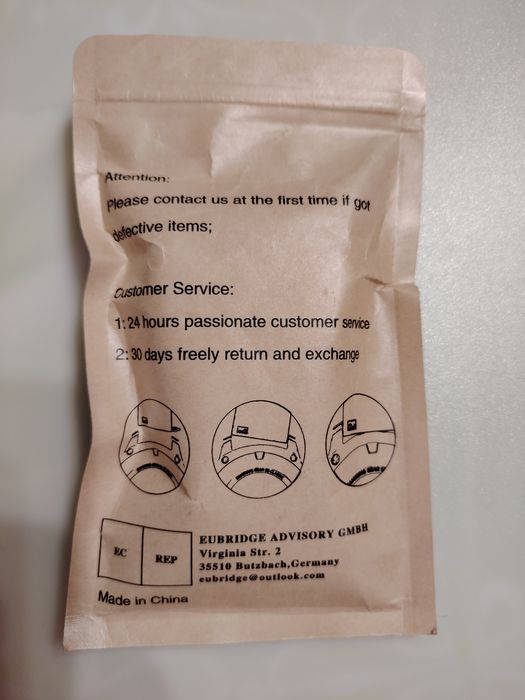 Attention:
Please contact us at the first time if got
defective items;
Customer Service:
1: 24 hours passionate customer service
2: 30 days freely return and exchange
EC REP
EUBRIDGE ADVISORY GMBH
Virginia Str. 2
35510 Butzbach,Germany
eubridge@outlook.com
Made in China